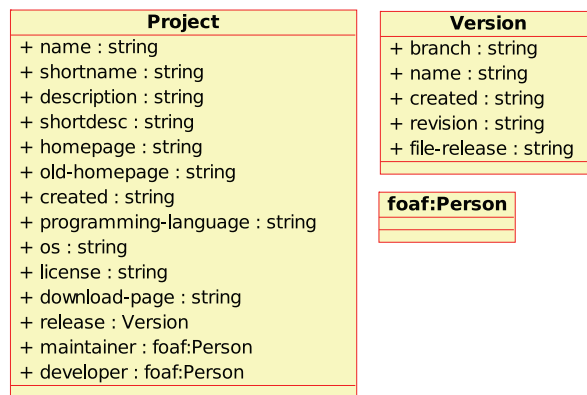 Project
+ name : string
+ shortname : string
+ description : string
+ shortdesc : string
+ homepage : string
+ old-homepage : string
+ created : string
+ programming-language : string
+ os : string
+ license : string
+ download-page : string
+ release : Version
+ maintainer : foaf:Person
+ developer : foaf:Person
Version
+ branch : string
+ name : string
+ created : string
+ revision : string
+ file-release : string
foaf:Person